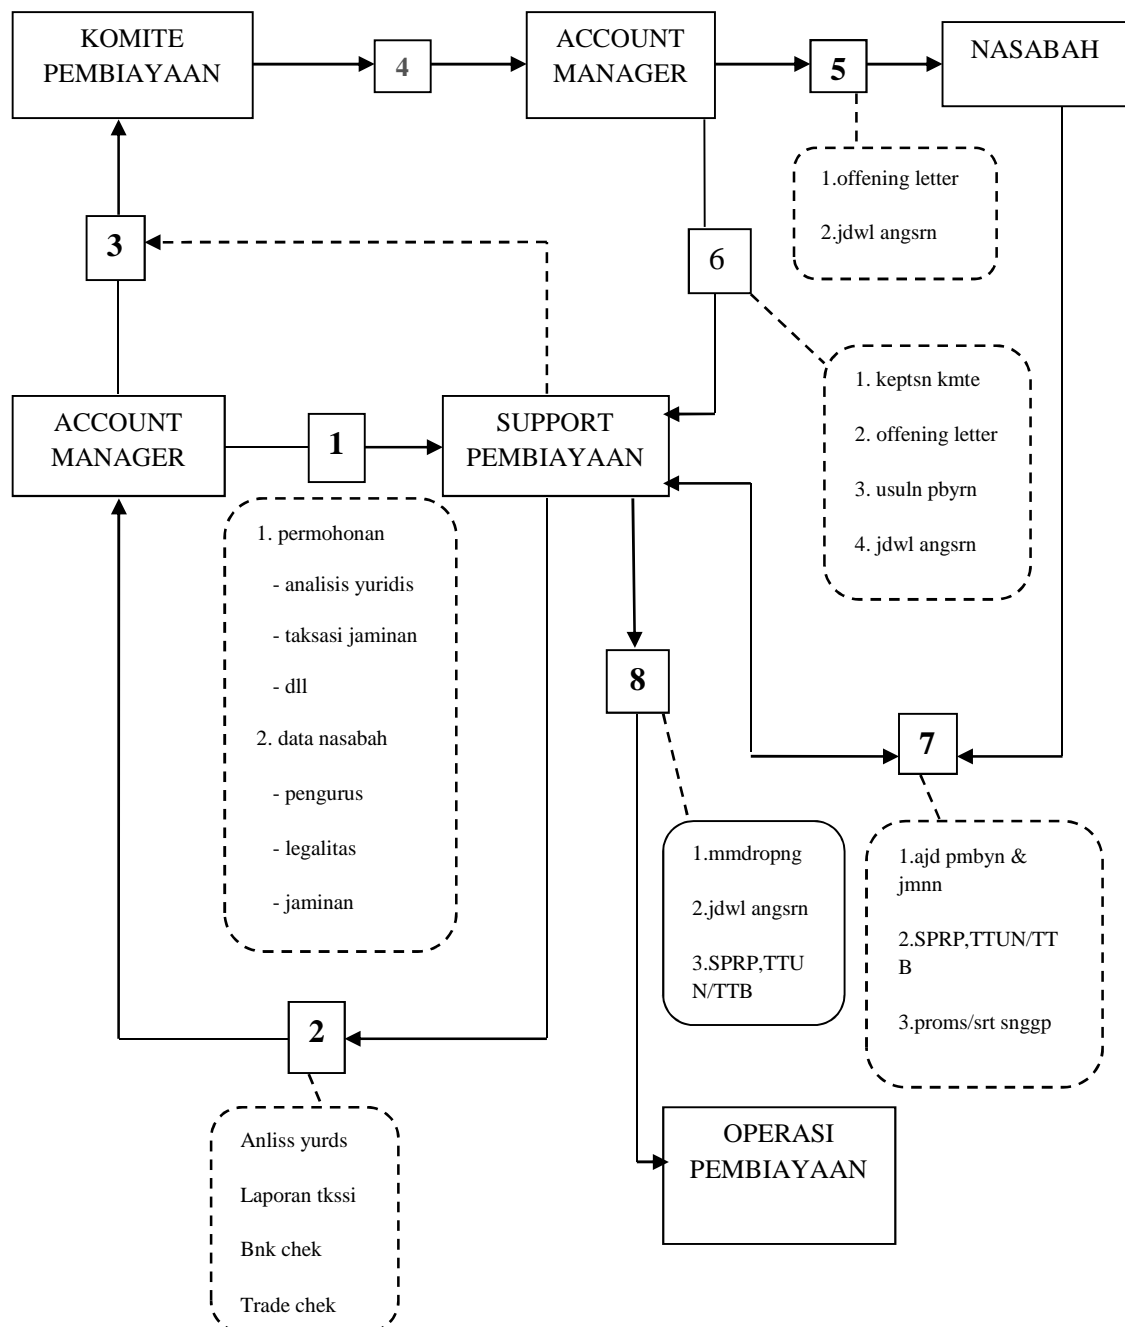 KOMITE
PEMBIAYAAN
4
ACCOUNT
MANAGER
5
NASABAH
1.offening letter
2.jdwl angsrn
3
6
1. keptsn kmte
2. offening letter
3. usuln pbyrn
4. jdwl angsrn
ACCOUNT
MANAGER
1
SUPPORT
PEMBIAYAAN
1. permohonan
- analisis yuridis
- taksasi jaminan
- dll
2. data nasabah
- pengurus
- legalitas
- jaminan
8
7
1.mmdropng
2.jdwl angsrn
3.SPRP,TTU
N/TTB
1.ajd pmbyn &
jmnn
2.SPRP,TTUN/TT
B
3.proms/srt snggp
2
Anliss yurds
Laporan tkssi
Bnk chek
Trade chek
OPERASI
PEMBIAYAAN